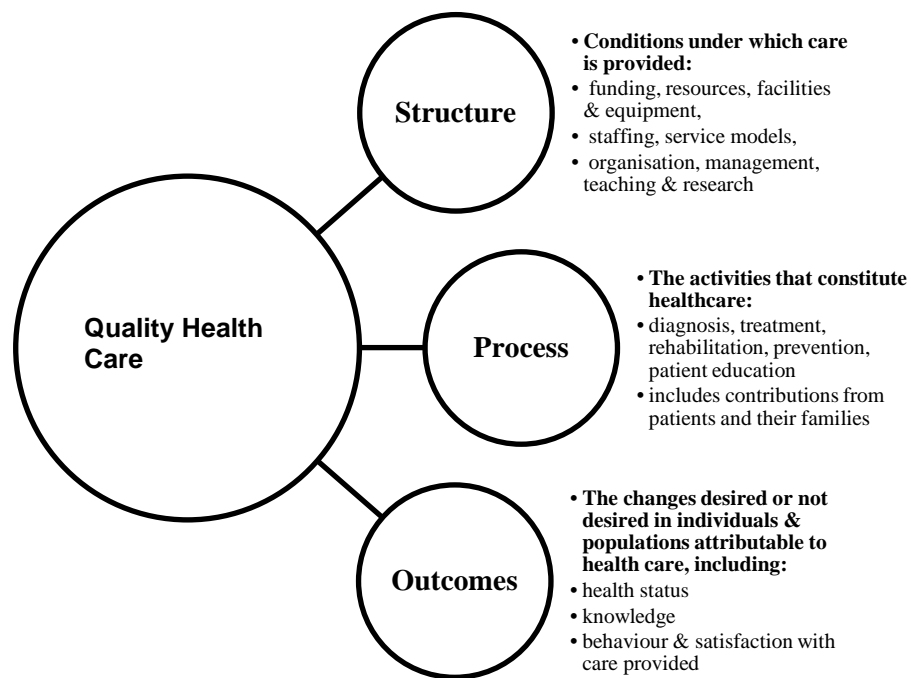 Quality Health
Care
Structure
• Conditions under which care
is provided:
• funding, resources, facilities
& equipment,
• staffing, service models,
• organisation, management,
teaching & research
Process
• The activities that constitute
healthcare:
• diagnosis, treatment,
rehabilitation, prevention,
patient education
• includes contributions from
patients and their families
Outcomes
• The changes desired or not
desired in individuals &
populations attributable to
health care, including:
• health status
• knowledge
• behaviour & satisfaction with
care provided